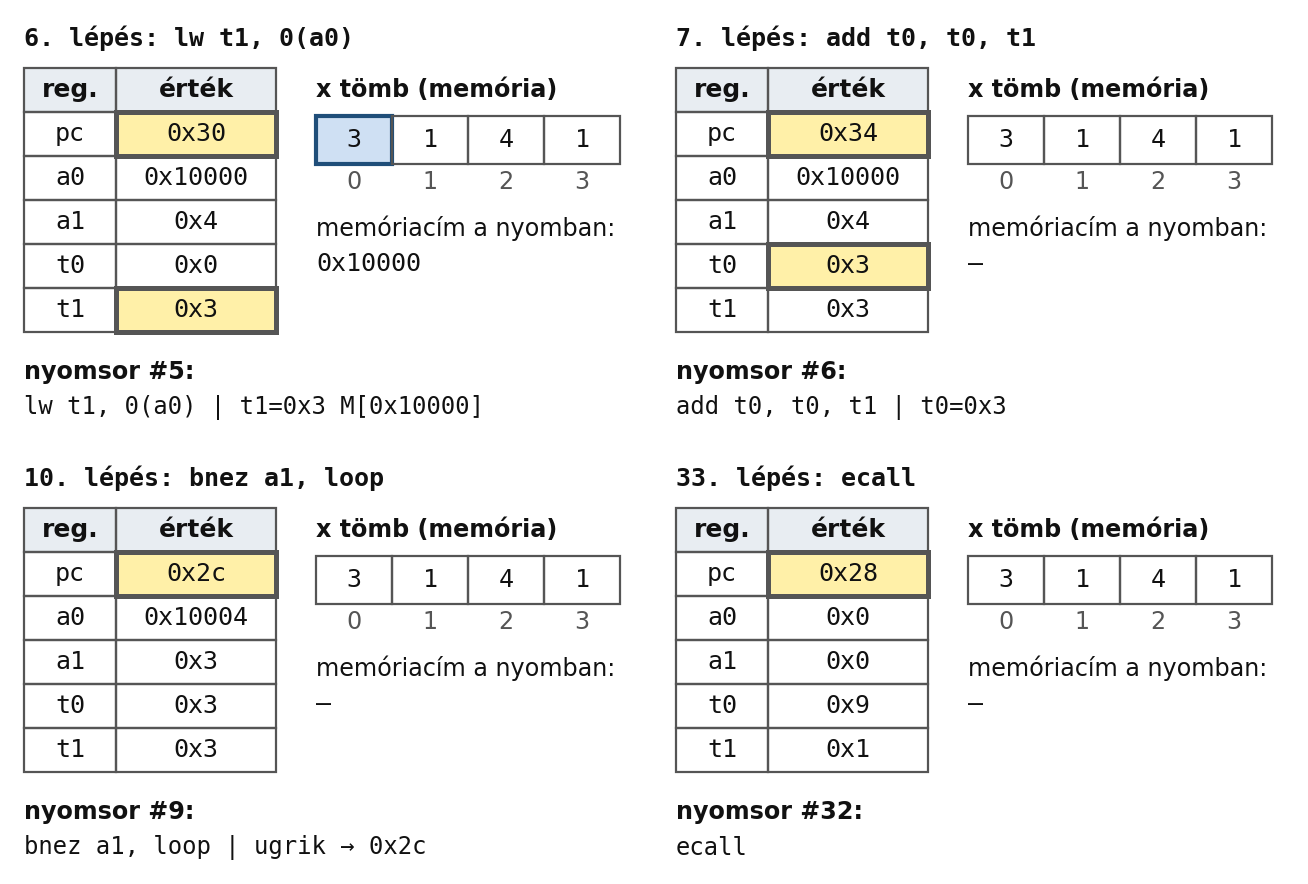 6. lépés: lw t1, 0(a0)
reg. érték
pc 0x30
a0 0x10000
a1 0x4
t0 0x0
t1 0x3
x tömb (memória)
3 1 4 1
0 1 2 3
memóriacím a nyomban:
0x10000
nyomsor #5:
lw t1, 0(a0) | t1=0x3 M[0x10000]
7. lépés: add t0, t0, t1
reg. érték
pc 0x34
a0 0x10000
a1 0x4
t0 0x3
t1 0x3
x tömb (memória)
3 1 4 1
0 1 2 3
memóriacím a nyomban:
—
nyomsor #6:
add t0, t0, t1 | t0=0x3
10. lépés: bnez a1, loop
reg. érték
pc 0x2c
a0 0x10004
a1 0x3
t0 0x3
t1 0x3
x tömb (memória)
3 1 4 1
0 1 2 3
memóriacím a nyomban:
—
nyomsor #9:
bnez a1, loop | ugrik → 0x2c
33. lépés: ecall
reg. érték
pc 0x28
a0 0x0
a1 0x0
t0 0x9
t1 0x1
x tömb (memória)
3 1 4 1
0 1 2 3
memóriacím a nyomban:
—
nyomsor #32:
ecall